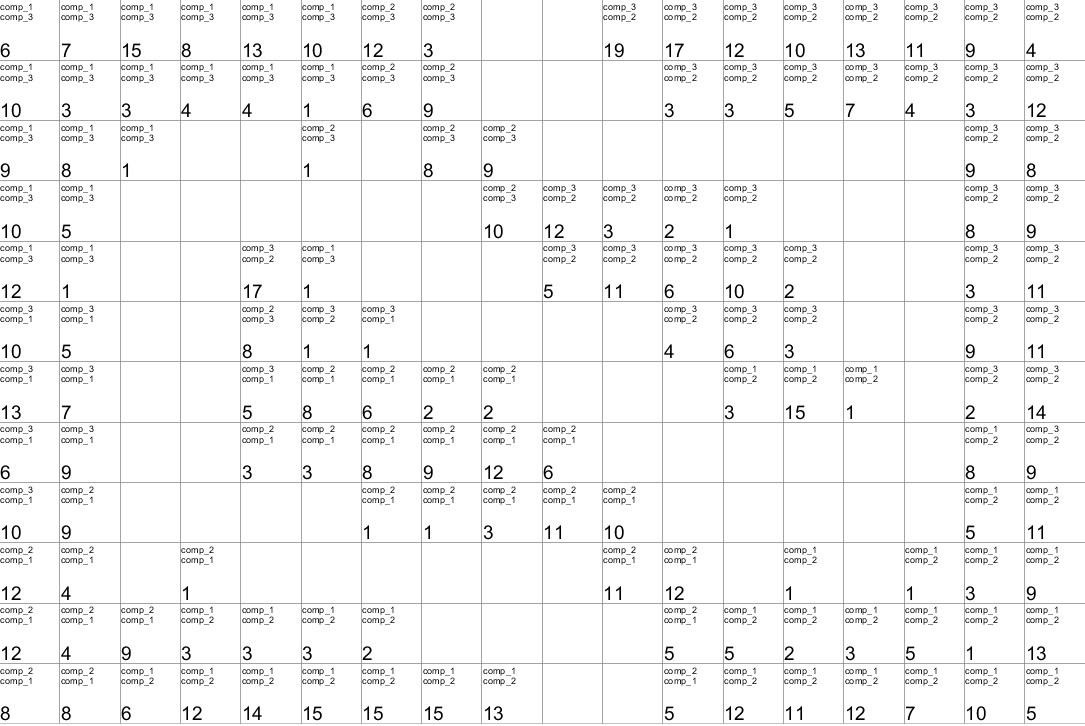 comp_1 comp_1 comp_1 comp_1 comp_1 comp_1 comp_2 comp_2 comp_3 comp_3 comp_3 comp_3 comp_3 comp_3 comp_3 comp_3
comp_3 comp_3 comp_3 comp_3 comp_3 comp_3 comp_3 comp_3 comp_2 comp_2 comp_2 comp_2 comp_2 comp_2 comp_2 comp_2
6 7 15 8 13 10 12 3 19 17 12 10 13 11 9 4
comp_1 comp_1 comp_1 comp_1 comp_1 comp_1 comp_2 comp_2 comp_3 comp_3 comp_3 comp_3 comp_3 comp_3 comp_3
comp_3 comp_3 comp_3 comp_3 comp_3 comp_3 comp_3 comp_3 comp_2 comp_2 comp_2 comp_2 comp_2 comp_2 comp_2
10 3 3 4 4 1 6 9 3 3 5 7 4 3 12
comp_1 comp_1 comp_1 comp_2 comp_2 comp_2 comp_3 comp_3
comp_3 comp_3 comp_3 comp_3 comp_3 comp_3 comp_2 comp_2
9 8 1 1 8 9 9 8
comp_1 comp_1 comp_2 comp_3 comp_3 comp_3 comp_3 comp_3 comp_3
comp_3 comp_3 comp_3 comp_2 comp_2 comp_2 comp_2 comp_2 comp_2
10 5 10 12 3 2 1 8 9
comp_1 comp_1 comp_3 comp_1 comp_3 comp_3 comp_3 comp_3 comp_3 comp_3 comp_3
comp_3 comp_3 comp_2 comp_3 comp_2 comp_2 comp_2 comp_2 comp_2 comp_2 comp_2
12 1 17 1 5 11 6 10 2 3 11
comp_3 comp_3 comp_2 comp_3 comp_3 comp_3 comp_3 comp_3 comp_3 comp_3
comp_1 comp_1 comp_3 comp_2 comp_1 comp_2 comp_2 comp_2 comp_2 comp_2
10 5 8 1 1 4 6 3 9 11
comp_3 comp_3 comp_3 comp_2 comp_2 comp_2 comp_2 comp_1 comp_1 comp_1 comp_3 comp_3
comp_1 comp_1 comp_1 comp_1 comp_1 comp_1 comp_1 comp_2 comp_2 comp_2 comp_2 comp_2
13 7 5 8 6 2 2 3 15 1 2 14
comp_3 comp_3 comp_2 comp_2 comp_2 comp_2 comp_2 comp_2 comp_1 comp_3
comp_1 comp_1 comp_1 comp_1 comp_1 comp_1 comp_1 comp_1 comp_2 comp_2
6 9 3 3 8 9 12 6 8 9
comp_3 comp_2 comp_2 comp_2 comp_2 comp_2 comp_2 comp_1 comp_1
comp_1 comp_1 comp_1 comp_1 comp_1 comp_1 comp_1 comp_2 comp_2
10 9 1 1 3 11 10 5 11
comp_2 comp_2 comp_2 comp_2 comp_2 comp_1 comp_1 comp_1 comp_1
comp_1 comp_1 comp_1 comp_1 comp_1 comp_2 comp_2 comp_2 comp_2
12 4 1 11 12 1 1 3 9
comp_2 comp_2 comp_2 comp_1 comp_1 comp_1 comp_1 comp_2 comp_1 comp_1 comp_1 comp_1 comp_1 comp_1
comp_1 comp_1 comp_1 comp_2 comp_2 comp_2 comp_2 comp_1 comp_2 comp_2 comp_2 comp_2 comp_2 comp_2
12 4 9 3 3 3 2 5 5 2 3 5 1 13
comp_2 comp_2 comp_1 comp_1 comp_1 comp_1 comp_1 comp_1 comp_1 comp_2 comp_1 comp_1 comp_1 comp_1 comp_1 comp_1
comp_1 comp_1 comp_2 comp_2 comp_2 comp_2 comp_2 comp_2 comp_2 comp_1 comp_2 comp_2 comp_2 comp_2 comp_2 comp_2
8 8 6 12 14 15 15 15 13 5 12 11 12 7 10 5